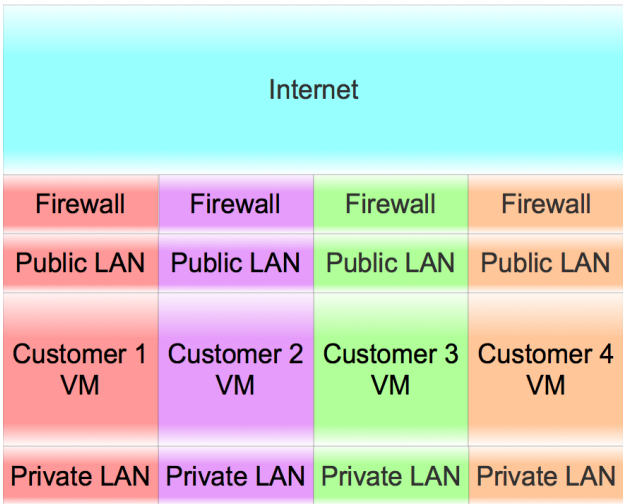 Internet
Firewall Firewall Firewall Firewall
Public LAN Public LAN Public LAN Public LAN
Customer 1 Customer 2 Customer 3 Customer 4
VM VM VM VM
Private LAN Private LAN Private LAN Private LAN